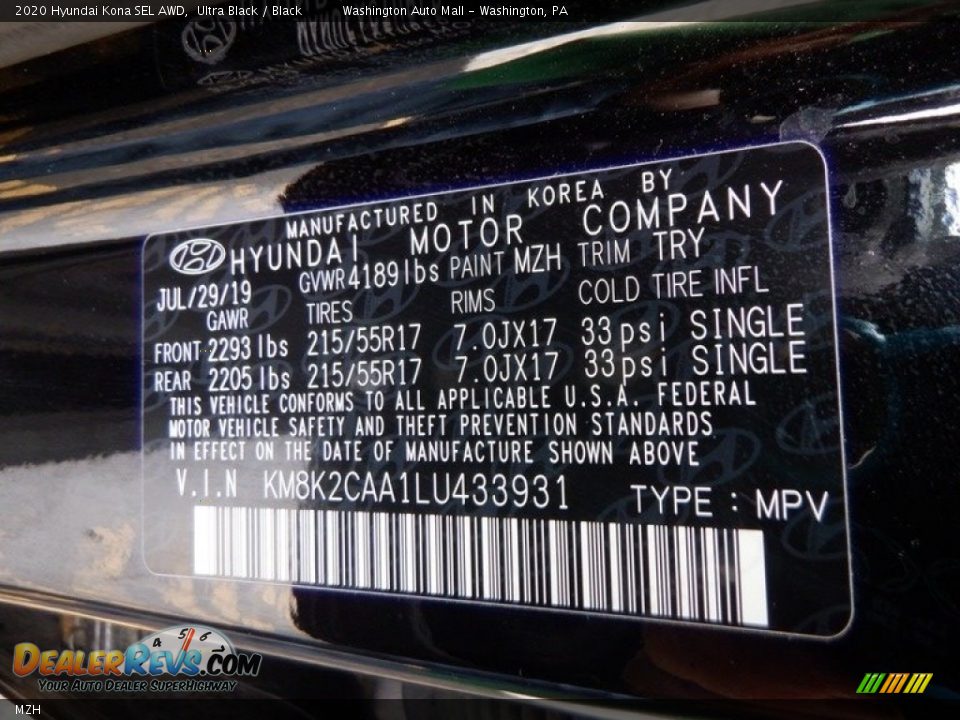 2020 Hyundai Kona SEL AWD, Ultra Black / Black Washington Auto Mall - Washington, PA
MANUFACTURED IN KOREA BY
HYUNDAI MOTOR COMPANY
JUL/29/19 GVWR 4189 lbs PAINT MZH TRIM TRY
GAWR TIRES RIMS COLD TIRE INFL
FRONT 2293 lbs 215/55R17 7.0JX17 33 psi SINGLE
REAR 2205 lbs 215/55R17 7.0JX17 33 psi SINGLE
THIS VEHICLE CONFORMS TO ALL APPLICABLE U.S.A. FEDERAL
MOTOR VEHICLE SAFETY AND THEFT PREVENTION STANDARDS
IN EFFECT ON THE DATE OF MANUFACTURE SHOWN ABOVE
V.I.N KM8K2CAA1LU433931 TYPE : MPV
4 5 6
DEALERREVS.COM
YOUR AUTO DEALER SUPERHIGHWAY
MZH